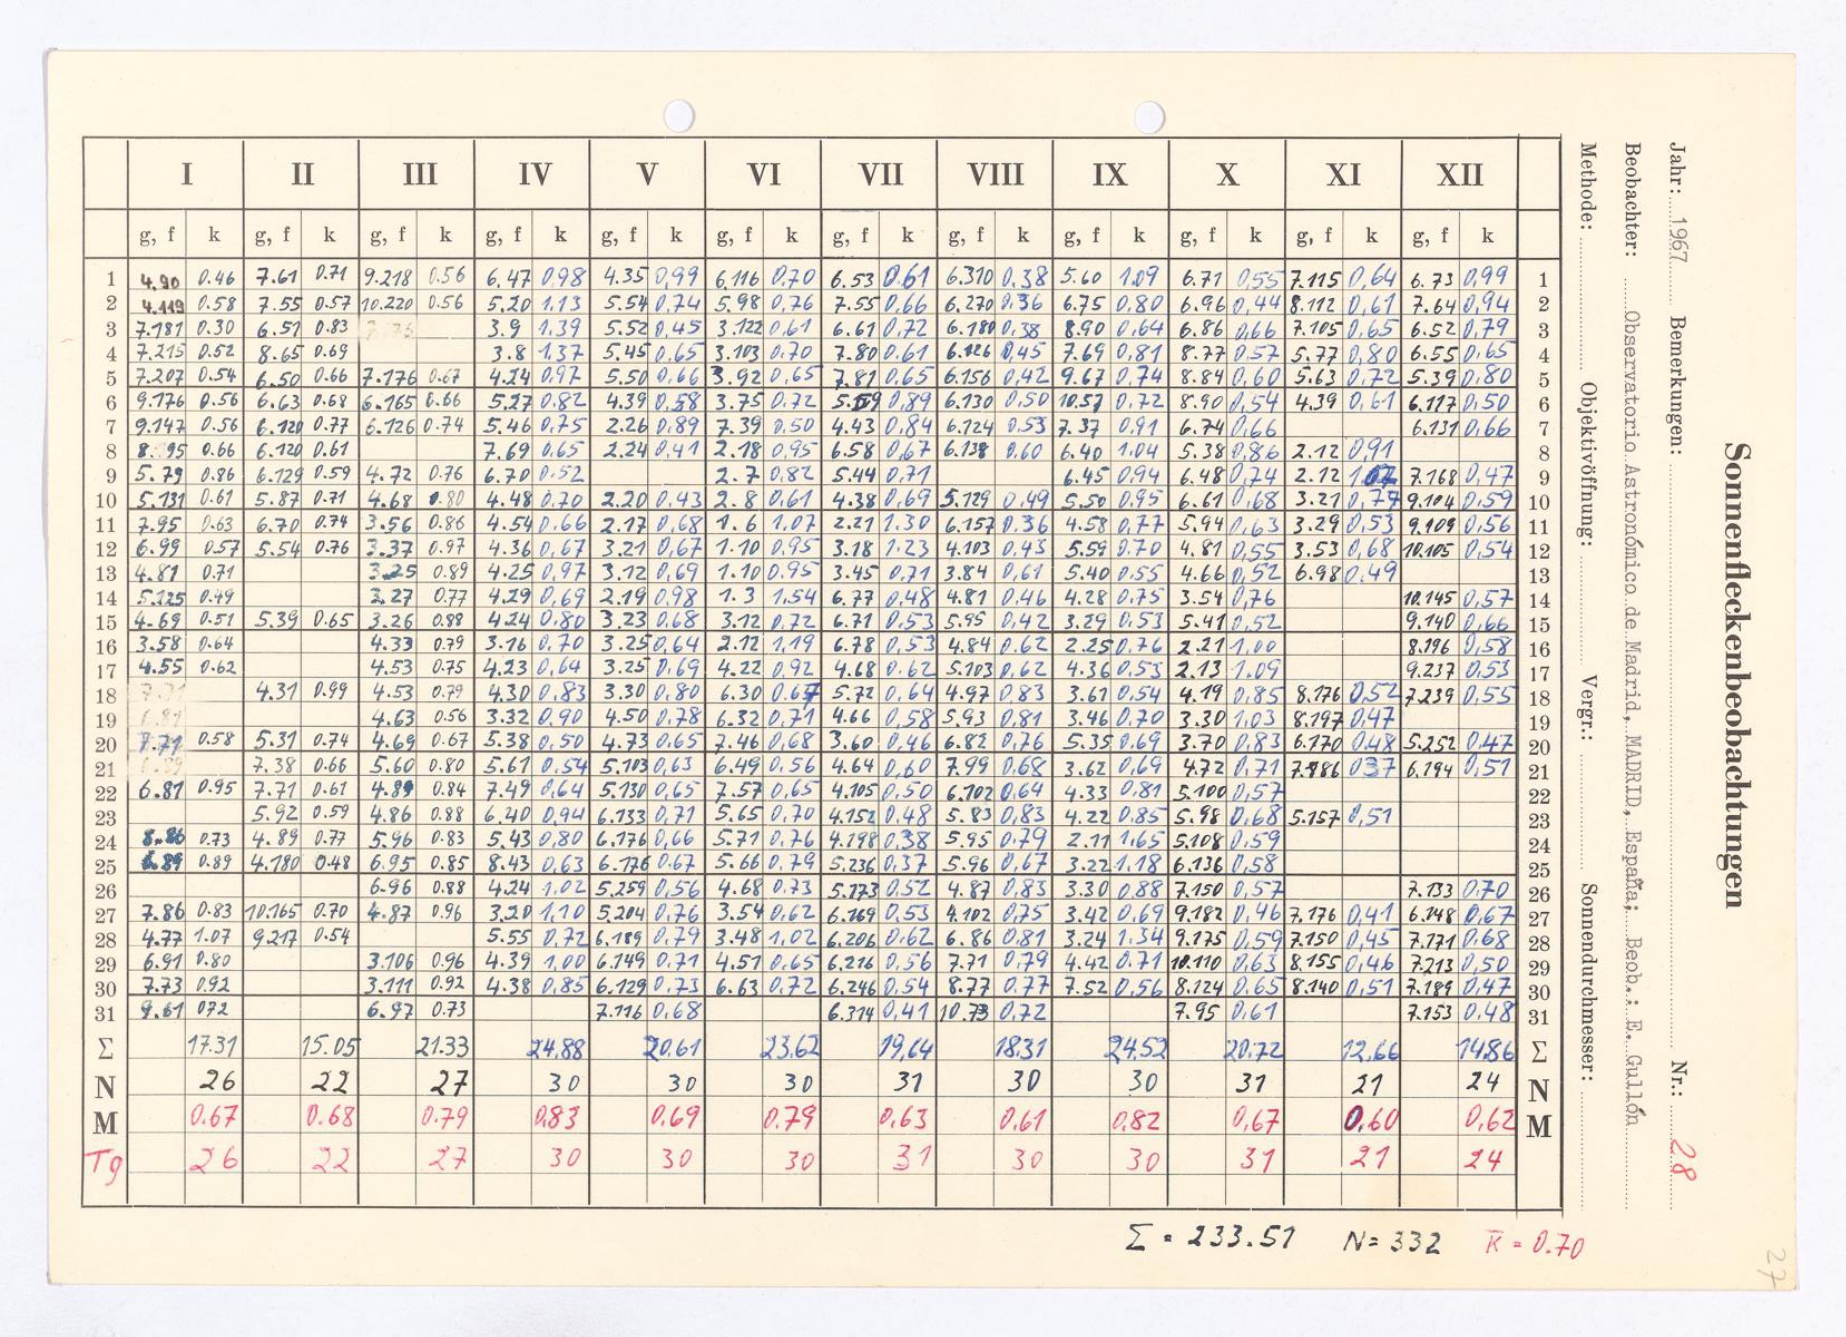 Sonnenfleckenbeobachtungen
Jahr: 1967 Bemerkungen: Nr.: 28
Beobachter: Observatorio Astronómico de Madrid, MADRID, España; Beob.: E. Gullón
Methode: Objektivöffnung: Vergr.: Sonnendurchmesser:
I II III IV V VI VII VIII IX X XI XII
g, f k g, f k g, f k g, f k g, f k g, f k g, f k g, f k g, f k g, f k g, f k g, f k
1 4.90 0.46 7.61 0.71 9.218 0.56 6.47 0,98 4.35 0,99 6,116 0,70 6.53 0,61 6.310 0,38 5.60 1.09 6.71 0,55 7.115 0,64 6.73 0,99 1
2 4.119 0.58 7.55 0.57 10.220 0.56 5.20 1.13 5.54 0,74 5.98 0,76 7.55 0,66 6.270 0,36 6.75 0,80 6.96 0,44 8.112 0,61 7.64 0,94 2
3 7.181 0.30 6.51 0.83 3.9 1.39 5.52 0,45 3.122 0,61 6.61 0,72 6.180 0,38 8.90 0,64 6.86 0,66 7.105 0,65 6.52 0,79 3
4 7.215 0.52 8.65 0.69 3.8 1,37 5.45 0,65 3.103 0,70 7.80 0,61 6.126 0,45 7.69 0,81 8.77 0,57 5.77 0,80 6.55 0,65 4
5 7.207 0.54 6.50 0.66 7.176 0.67 4.24 0,97 5.50 0,66 3.92 0,65 7.81 0,65 6.156 0,42 9.67 0,74 8.84 0,60 5.63 0,72 5.39 0,80 5
6 9.176 0.56 6.63 0.68 6.165 0.66 5.27 0,82 4.39 0,58 3.75 0,72 5.59 0,89 6.130 0,50 10.57 0,72 8.90 0,54 4.39 0,61 6.117 0,50 6
7 9.147 0.56 6.120 0.77 6.126 0.74 5.46 0,75 2.26 0,89 7.39 0,50 4.43 0,84 6.124 0.53 7.37 0,91 6.74 0,66 6.131 0,66 7
8 0.66 6.120 0.61 7.69 0,65 2.24 0,41 2.18 0,95 6.58 0,67 6.138 0,60 6.40 1.04 5.38 0,86 2.12 0,91 8
9 5.79 0.86 6.129 0.59 4.72 0.76 6.70 0.52 2.7 0,82 5.44 0,71 6.45 0,94 6.48 0,74 2.12 7.168 0,47 9
10 5.131 0.61 5.87 0.71 4.68 0.80 4.48 0,70 2.20 0,43 2.8 0,61 4.38 0,69 5.129 0,49 5.50 0,95 6.61 0,68 3.21 0,79 9.104 0,59 10
11 7.95 0.63 6.70 0.74 3.56 0.86 4.54 0,66 2.17 0,68 1.6 1.07 2.21 1.30 6.157 0.36 4.58 0,77 5.94 0,63 3.29 0,53 9.109 0,56 11
12 6.99 0.57 5.54 0.76 3.37 0.97 4.36 0,67 3.21 0,67 1.10 0,95 3.18 1.23 4.103 0,43 5.59 0.70 4.81 0,55 3.53 0,68 10.105 0,54 12
13 4.81 0.71 3.25 0.89 4.25 0,97 3.12 0,69 1.10 0.95 3.45 0,71 3.84 0,61 5.40 0.55 4.66 0,52 6.98 0,49 13
14 5.125 0.49 3.27 0.77 4.29 0,69 2.19 0,98 1.3 1,54 6.77 0,48 4.81 0,46 4.28 0,75 3.54 0,76 10.145 0,57 14
15 4.69 0.51 5.39 0.65 3.26 0.88 4.24 0,80 3.23 0,68 3.12 0,72 6.71 0,53 5.95 0,42 3.29 0,53 5.41 0,52 9.140 0,66 15
16 3.58 0.64 4.33 0.79 3.16 0,70 3.25 0,64 2.12 1,19 6.78 0,53 4.84 0.62 2.25 0,76 2.21 1,00 8.196 0,58 16
17 4.55 0.62 4.53 0.75 4.23 0,64 3.25 0,69 4.22 0,92 4.68 0.62 5.103 0,62 4.36 0,53 2.13 1.09 9.237 0,53 17
18 4.31 0.99 4.53 0.79 4.30 0,83 3.30 0,80 6.30 0,67 5.72 0,64 4.97 0,83 3.61 0,54 4.19 0,85 8.176 0,52 7.239 0,55 18
19 4.63 0.56 3.32 0,90 4.50 0,78 6.32 0,71 4.66 0,58 5.93 0,81 3.46 0,70 3.30 1,03 8.197 0,47 19
20 7.71 0.58 5.31 0.74 4.69 0.67 5.38 0,50 4.73 0,65 7.46 0,68 3.60 0,46 6.82 0,76 5.35 0,69 3.70 0,83 6.170 0,48 5.252 0,47 20
21 7.38 0.66 5.60 0.80 5.61 0,54 5.103 0,63 6.49 0,56 4.64 0,60 7.99 0,68 3.62 0,69 4.72 0,71 7.186 0,37 6.194 0,51 21
22 6.81 0.95 7.71 0.61 4.89 0.84 7.49 0,64 5.130 0,65 7.57 0,65 4.105 0,50 6.102 0,64 4.33 0,81 5.100 0,57 22
23 5.92 0.59 4.86 0.88 6.40 0,94 6.133 0,71 5.65 0,70 4.152 0,48 5.83 0,83 4.22 0,85 5.98 0,68 5.157 0,51 23
24 8.86 0.73 4.89 0.77 5.96 0.83 5.43 0,80 6.176 0,66 5.71 0,76 4.198 0,38 5.95 0,79 2.11 1,65 5.108 0,59 24
25 6.89 0.89 4.180 0.48 6.95 0.85 8.43 0,63 6.176 0.67 5.66 0,79 5.236 0,37 5.96 0,67 3.22 1.18 6.136 0,58 25
26 6.96 0.88 4.24 1,02 5.259 0,56 4.68 0.73 5.173 0.52 4.87 0,83 3.30 0,88 7.150 0,57 7.133 0,70 26
27 7.86 0.83 10.165 0.70 4.87 0.96 3.20 1,10 5.204 0,76 3.54 0,62 6.169 0,53 4.102 0,75 3.42 0,69 9.182 0,46 7,176 0,41 6.148 0,67 27
28 4.77 1.07 9.217 0.54 5.55 0,72 6.189 0,79 3.48 1,02 6.206 0.62 6.86 0,81 3.24 1.34 9.175 0,59 7.150 0,45 7.171 0,68 28
29 6.91 0.80 3.106 0.96 4.39 1,00 6.149 0,71 4.51 0,65 6.216 0,56 7.71 0,79 4.42 0.71 10.110 0,63 8.155 0,46 7.213 0,50 29
30 7.73 0.92 3.111 0.92 4.38 0,85 6.129 0,73 6.63 0,72 6.246 0,54 8.77 0.77 7.52 0,56 8.124 0,65 8.140 0,51 7.189 0,47 30
31 9.61 072 6.97 0.73 7.116 0,68 6.314 0,41 10.73 0,72 7.95 0,61 7.153 0,48 31
Σ 17.31 15.05 21.33 24,88 20,61 23,62 19,64 18.31 24,52 20,72 12,66 14,86 Σ
N 26 22 27 30 30 30 31 30 30 31 21 24 N
M 0.67 0.68 0.79 0,83 0,69 0.79 0,63 0,61 0,82 0,67 0,60 0,62 M
Tg 26 22 27 30 30 30 31 30 30 31 21 24
Σ = 233.51 N = 332 K = 0.70
27